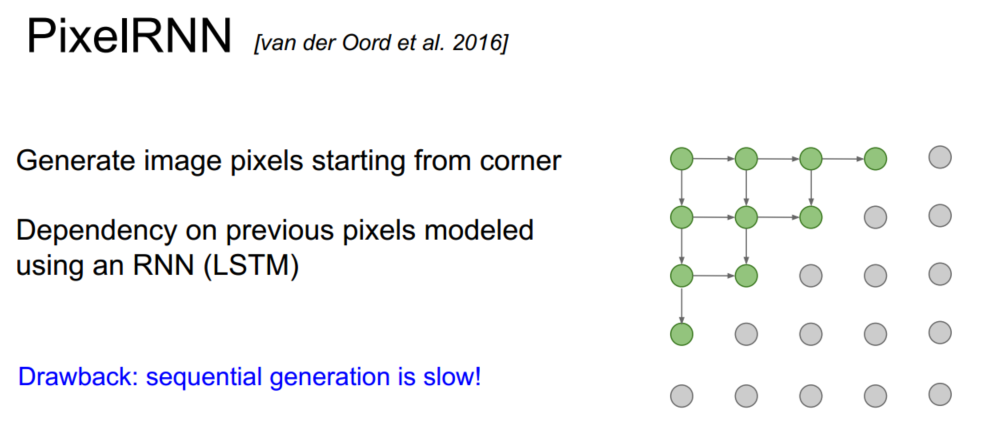 PixelRNN [van der Oord et al. 2016]
Generate image pixels starting from corner
Dependency on previous pixels modeled
using an RNN (LSTM)
Drawback: sequential generation is slow!